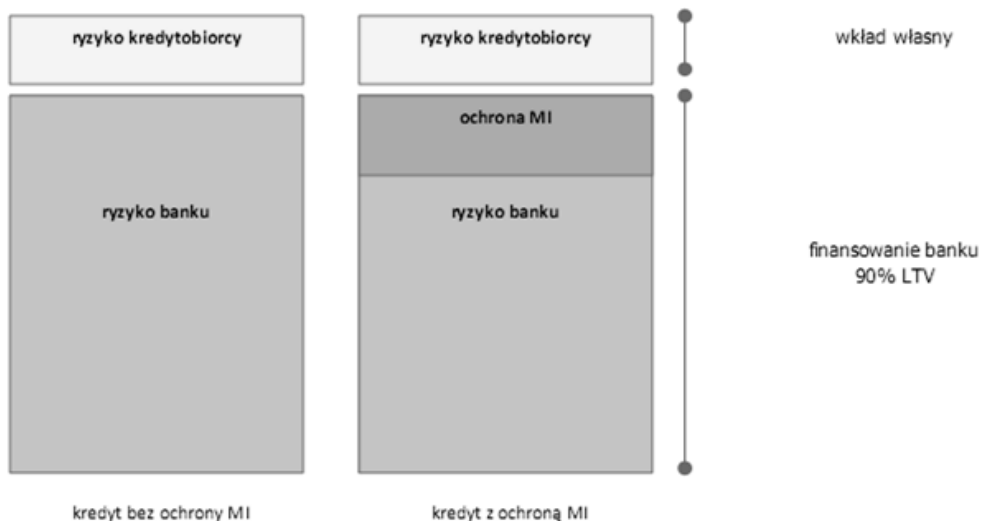 ryzyko kredytobiorcy
ryzyko kredytobiorcy
wkład własny
ochrona MI
ryzyko banku
ryzyko banku
finansowanie banku
90% LTV
kredyt bez ochrony MI
kredyt z ochroną MI